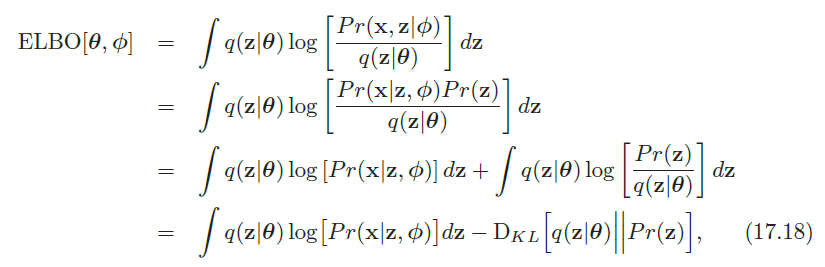 ELBO[θ, ϕ] = ∫ q(z|θ) log [ Pr(x, z|ϕ) / q(z|θ) ] dz
= ∫ q(z|θ) log [ Pr(x|z, ϕ)Pr(z) / q(z|θ) ] dz
= ∫ q(z|θ) log [Pr(x|z, ϕ)] dz + ∫ q(z|θ) log [ Pr(z) / q(z|θ) ] dz
= ∫ q(z|θ) log[Pr(x|z, ϕ)]dz − D_KL[q(z|θ)||Pr(z)], (17.18)